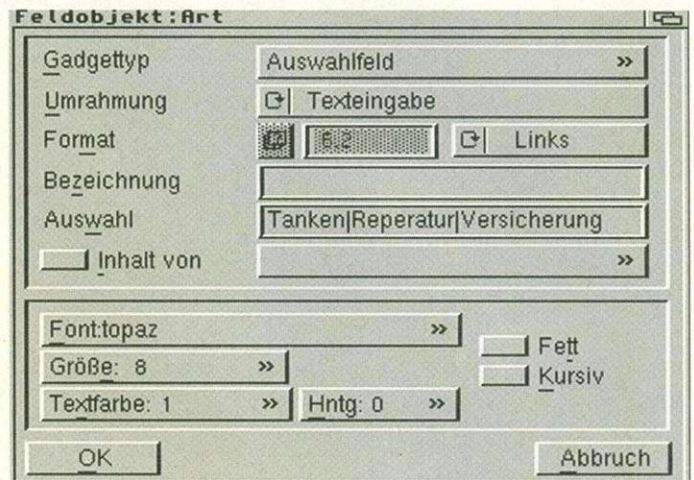 Feldobjekt:Art
Gadgettyp Auswahlfeld »
Umrahmung Texteingabe
Format 6.2 Links
Bezeichnung
Auswahl Tanken|Reperatur|Versicherung
Inhalt von »
Font:topaz »
Fett
Größe: 8 »
Kursiv
Textfarbe: 1 » Hntg: 0 »
OK Abbruch